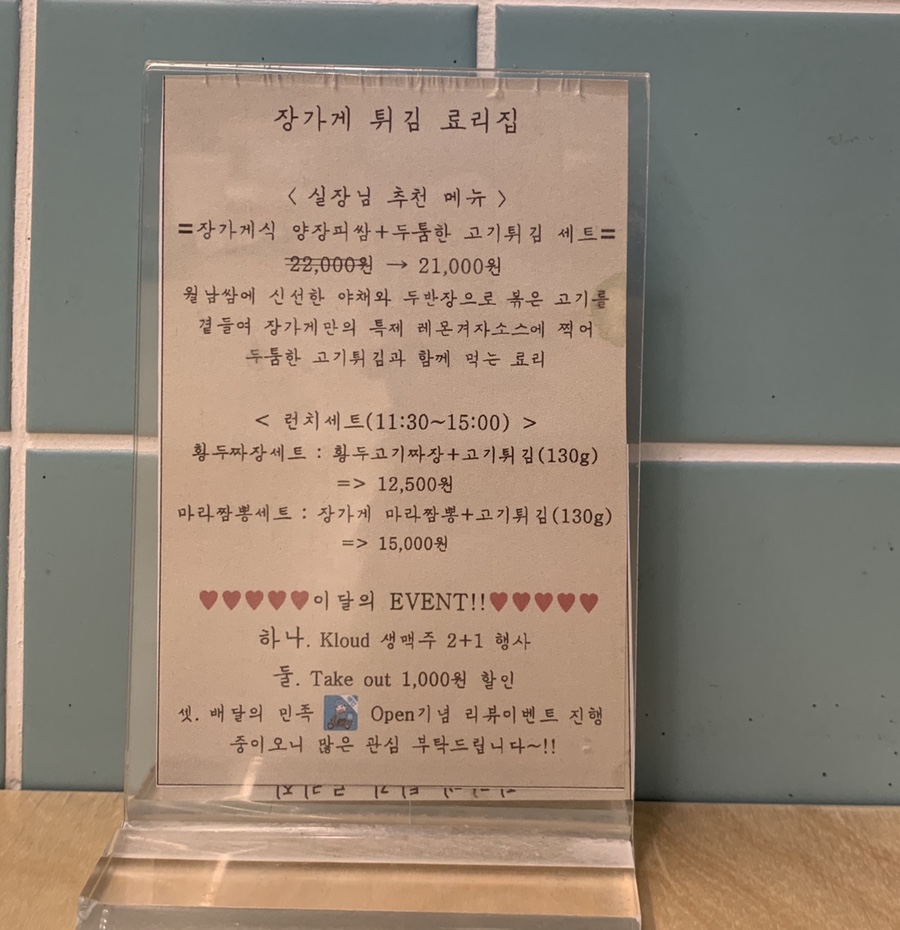 장가게 튀김 료리집
< 실장님 추천 메뉴 >
=장가게식 양장피쌈+두툼한 고기튀김 세트=
22,000원 → 21,000원
월남쌈에 신선한 야채와 두반장으로 볶은 고기를
곁들여 장가게만의 특제 레몬겨자소스에 찍어
두툼한 고기튀김과 함께 먹는 료리
< 런치세트(11:30~15:00) >
황두짜장세트 : 황두고기짜장+고기튀김(130g)
=> 12,500원
마라짬뽕세트 : 장가게 마라짬뽕+고기튀김(130g)
=> 15,000원
♥♥♥♥♥이달의 EVENT!!♥♥♥♥♥
하나. Kloud 생맥주 2+1 행사
둘. Take out 1,000원 할인
셋. 배달의 민족 Open기념 리뷰이벤트 진행
중이오니 많은 관심 부탁드립니다~!!